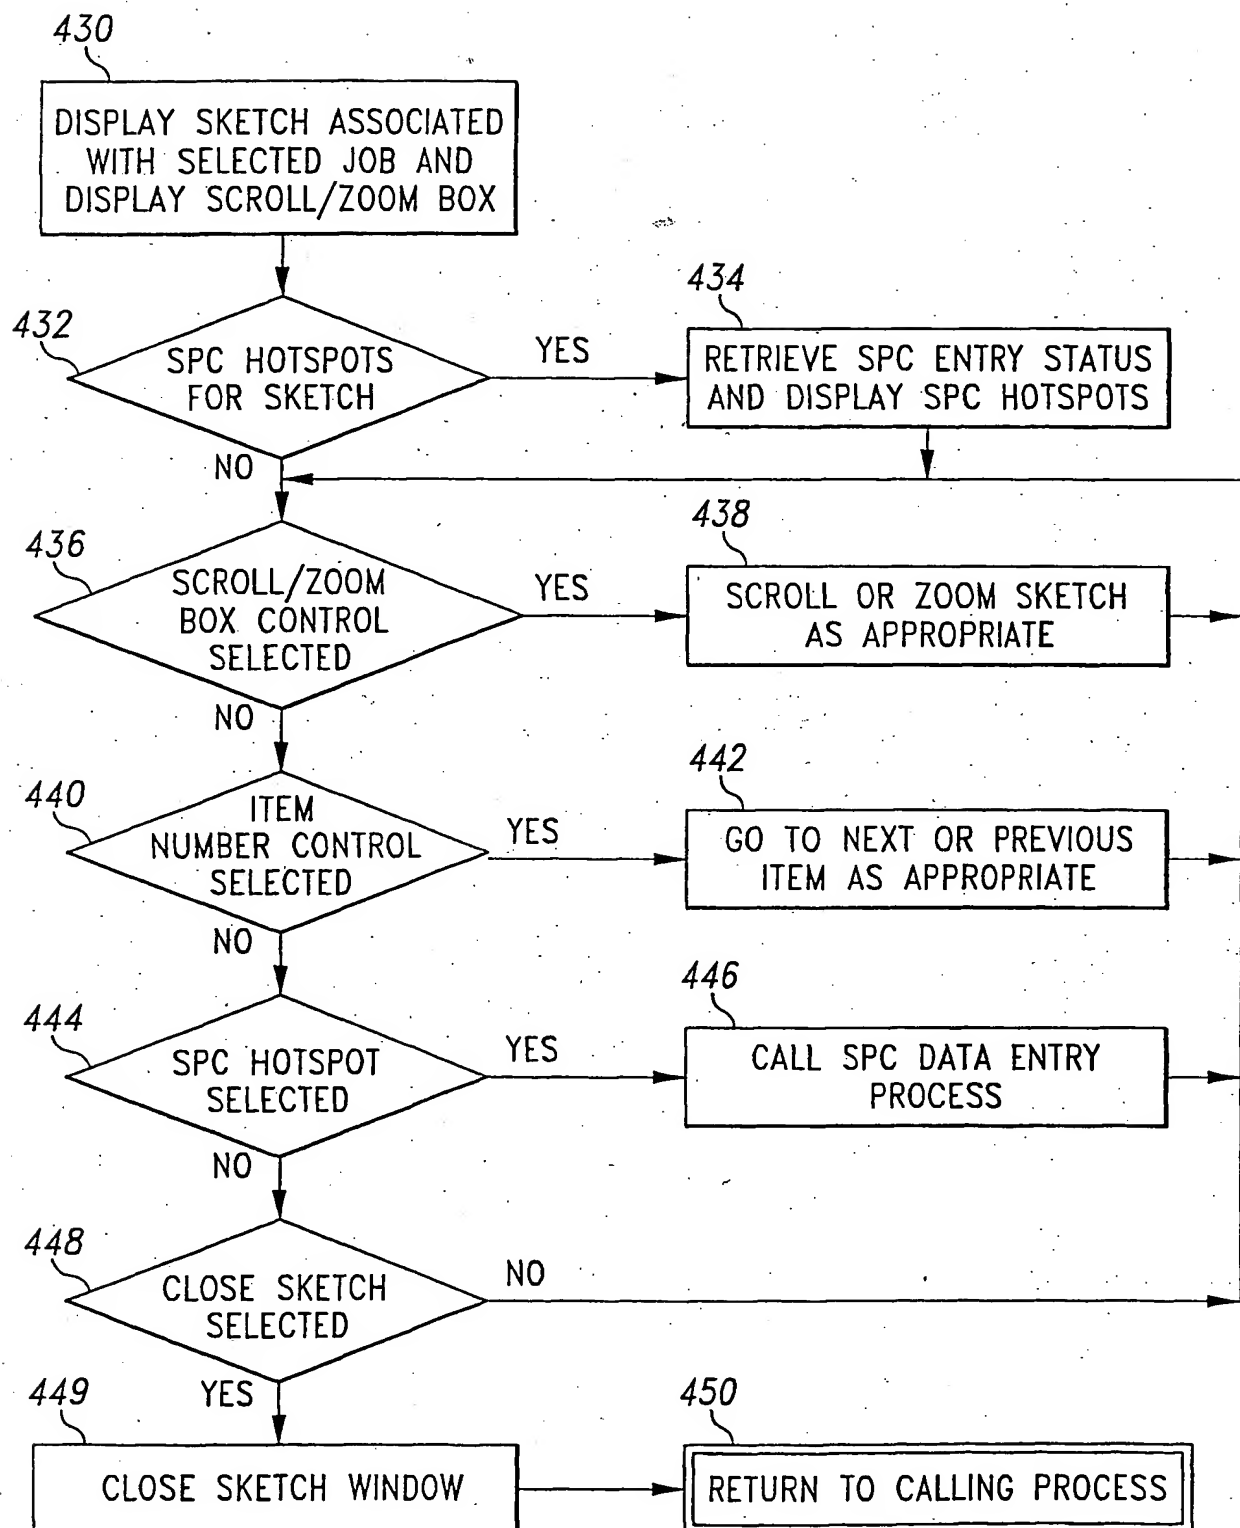 430
DISPLAY SKETCH ASSOCIATED
WITH SELECTED JOB AND
DISPLAY SCROLL/ZOOM BOX
432
SPC HOTSPOTS
FOR SKETCH
YES
434
RETRIEVE SPC ENTRY STATUS
AND DISPLAY SPC HOTSPOTS
NO
436
SCROLL/ZOOM
BOX CONTROL
SELECTED
YES
438
SCROLL OR ZOOM SKETCH
AS APPROPRIATE
NO
440
ITEM
NUMBER CONTROL
SELECTED
YES
442
GO TO NEXT OR PREVIOUS
ITEM AS APPROPRIATE
NO
444
SPC HOTSPOT
SELECTED
YES
446
CALL SPC DATA ENTRY
PROCESS
NO
448
CLOSE SKETCH
SELECTED
NO
YES
449
CLOSE SKETCH WINDOW
450
RETURN TO CALLING PROCESS